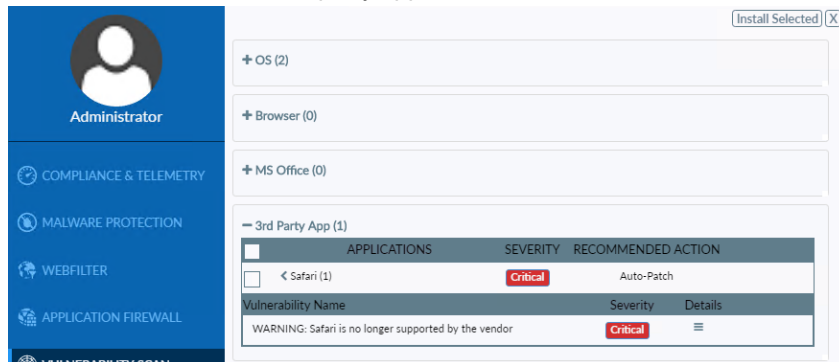 Install Selected X
+ OS (2)
Administrator
+ Browser (0)
+ MS Office (0)
COMPLIANCE & TELEMETRY
MALWARE PROTECTION
WEBFILTER
APPLICATION FIREWALL
VULNERABILITY SCAN
− 3rd Party App (1)
APPLICATIONS SEVERITY RECOMMENDED ACTION
< Safari (1) Critical Auto-Patch
Vulnerability Name Severity Details
WARNING: Safari is no longer supported by the vendor Critical